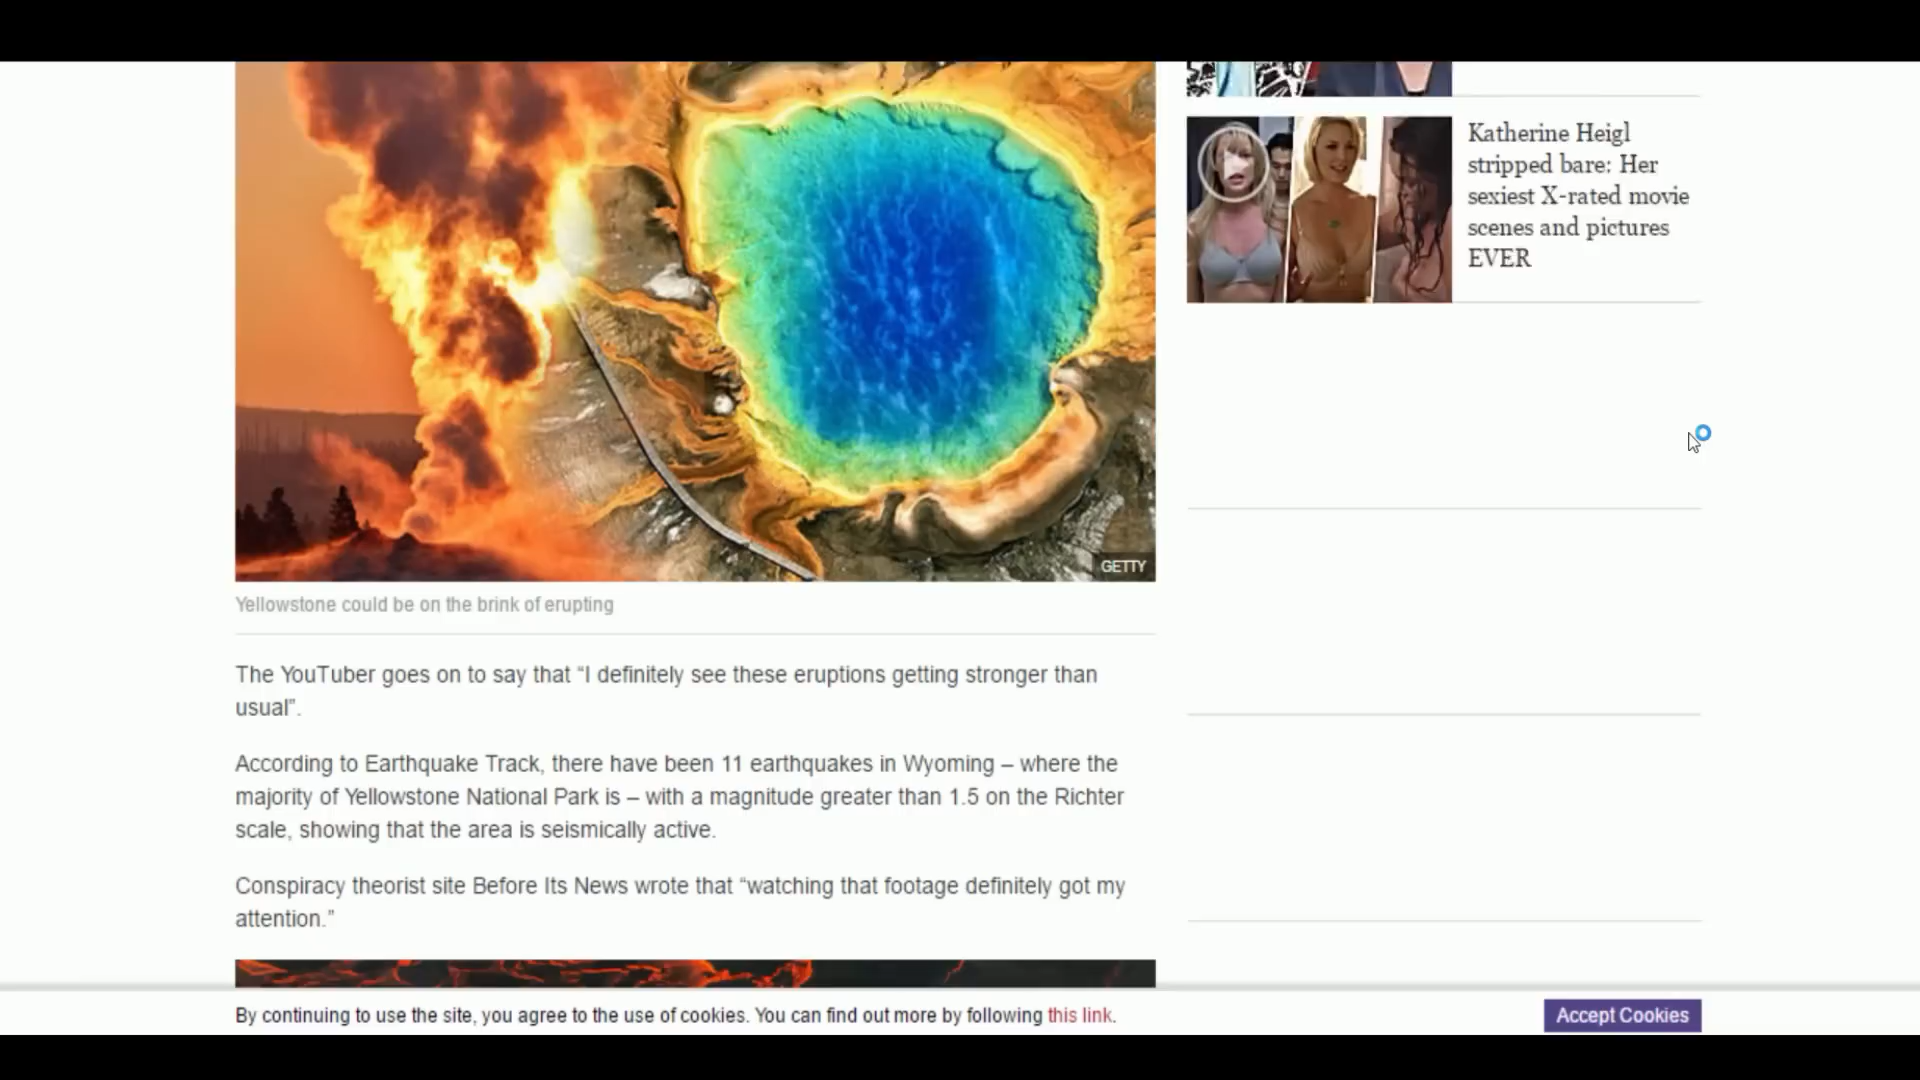 Katherine Heigl
stripped bare: Her
sexiest X-rated movie
scenes and pictures
EVER
GETTY
Yellowstone could be on the brink of erupting
The YouTuber goes on to say that “I definitely see these eruptions getting stronger than
usual”.
According to Earthquake Track, there have been 11 earthquakes in Wyoming – where the
majority of Yellowstone National Park is – with a magnitude greater than 1.5 on the Richter
scale, showing that the area is seismically active.
Conspiracy theorist site Before Its News wrote that “watching that footage definitely got my
attention.”
By continuing to use the site, you agree to the use of cookies. You can find out more by following this link.
Accept Cookies